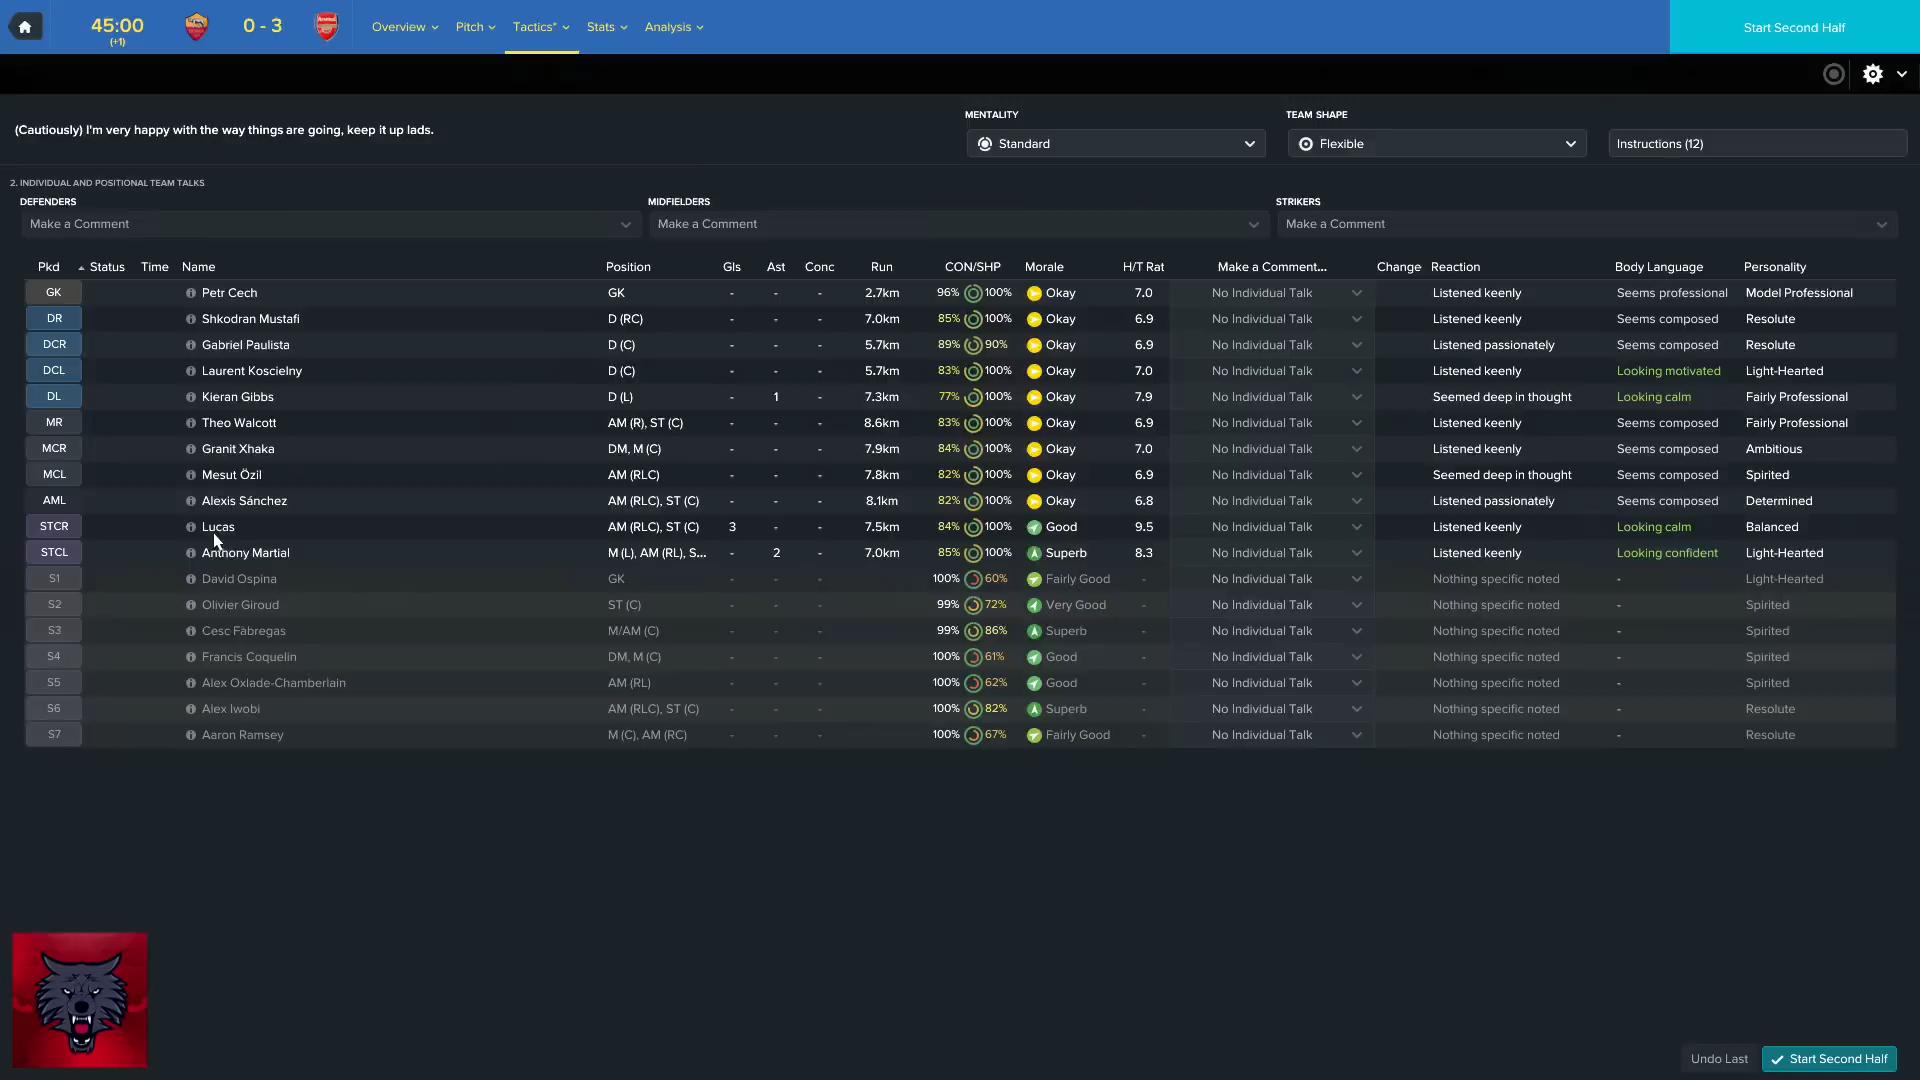 45:00 (+1) 0 - 3 Overview Pitch Tactics* Stats Analysis Start Second Half
MENTALITY TEAM SHAPE
(Cautiously) I'm very happy with the way things are going, keep it up lads.
Standard Flexible Instructions (12)
2. INDIVIDUAL AND POSITIONAL TEAM TALKS
DEFENDERS MIDFIELDERS STRIKERS
Make a Comment Make a Comment Make a Comment
Pkd Status Time Name Position Gls Ast Conc Run CON/SHP Morale H/T Rat Make a Comment... Change Reaction Body Language Personality
GK Petr Cech GK - - - 2.7km 96% 100% Okay 7.0 No Individual Talk Listened keenly Seems professional Model Professional
DR Shkodran Mustafi D (RC) - - - 7.0km 85% 100% Okay 6.9 No Individual Talk Listened keenly Seems composed Resolute
DCR Gabriel Paulista D (C) - - - 5.7km 89% 90% Okay 6.9 No Individual Talk Listened passionately Seems composed Resolute
DCL Laurent Koscielny D (C) - - - 5.7km 83% 100% Okay 7.0 No Individual Talk Listened keenly Looking motivated Light-Hearted
DL Kieran Gibbs D (L) - 1 - 7.3km 77% 100% Okay 7.9 No Individual Talk Seemed deep in thought Looking calm Fairly Professional
MR Theo Walcott AM (R), ST (C) - - - 8.6km 83% 100% Okay 6.9 No Individual Talk Listened keenly Seems composed Fairly Professional
MCR Granit Xhaka DM, M (C) - - - 7.9km 84% 100% Okay 7.0 No Individual Talk Listened keenly Seems composed Ambitious
MCL Mesut Özil AM (RLC) - - - 7.8km 82% 100% Okay 6.9 No Individual Talk Seemed deep in thought Seems composed Spirited
AML Alexis Sánchez AM (RLC), ST (C) - - - 8.1km 82% 100% Okay 6.8 No Individual Talk Listened passionately Seems composed Determined
STCR Lucas AM (RLC), ST (C) 3 - - 7.5km 84% 100% Good 9.5 No Individual Talk Listened keenly Looking calm Balanced
STCL Anthony Martial M (L), AM (RL), S... - 2 - 7.0km 85% 100% Superb 8.3 No Individual Talk Listened keenly Looking confident Light-Hearted
S1 David Ospina GK - - - 100% 60% Fairly Good - No Individual Talk Nothing specific noted - Light-Hearted
S2 Olivier Giroud ST (C) - - - 99% 72% Very Good - No Individual Talk Nothing specific noted - Spirited
S3 Cesc Fàbregas M/AM (C) - - - 99% 86% Superb - No Individual Talk Nothing specific noted - Spirited
S4 Francis Coquelin DM, M (C) - - - 100% 61% Good - No Individual Talk Nothing specific noted - Spirited
S5 Alex Oxlade-Chamberlain AM (RL) - - - 100% 62% Good - No Individual Talk Nothing specific noted - Spirited
S6 Alex Iwobi AM (RLC), ST (C) - - - 100% 82% Superb - No Individual Talk Nothing specific noted - Resolute
S7 Aaron Ramsey M (C), AM (RC) - - - 100% 67% Fairly Good - No Individual Talk Nothing specific noted - Resolute
Undo Last Start Second Half